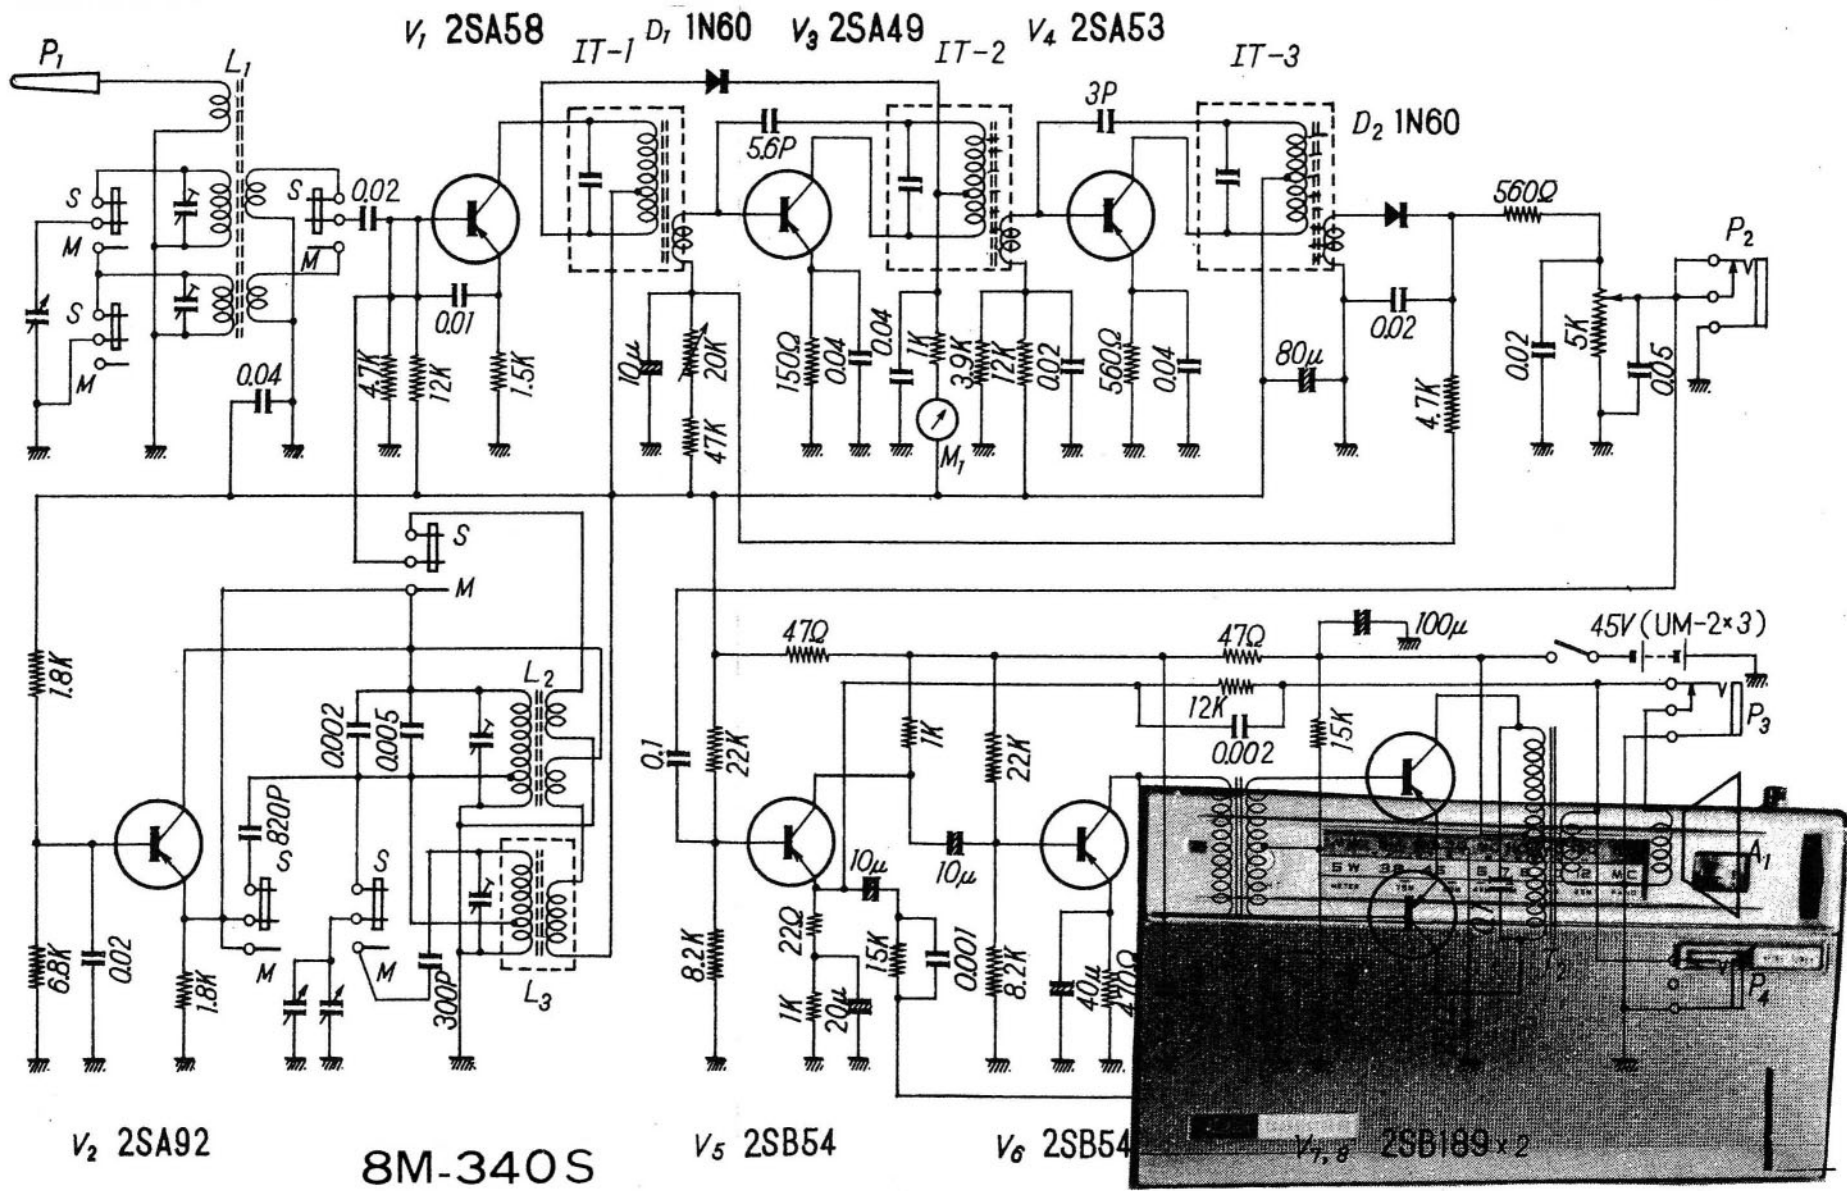 V1 2SA58
D1 1N60
V3 2SA49
V4 2SA53
IT-1
IT-2
IT-3
P1
L1
3P
D2 1N60
5.6P
560Ω
S
S
0.02
M
M
P2
S
M
0.01
0.04
4.7K
12K
1.5K
10μ
20K
47K
150Ω
0.04
0.04
1K
M1
3.9K
12K
0.02
560Ω
0.04
80μ
0.02
4.7K
0.02
5K
0.05
S
M
47Ω
47Ω
100μ
45V (UM-2×3)
1.8K
L2
0.002
0.005
12K
0.002
15K
P3
0.1
22K
1K
22K
820P
S
S
M
M
300P
L3
6.8K
0.02
1.8K
8.2K
10μ
22Ω
1K
20μ
15K
0.001
10μ
8.2K
40μ
470Ω
A1
SW
MC
0.1
T2
P4
V2 2SA92
8M-340S
V5 2SB54
V6 2SB54
V7, 8 2SB189×2